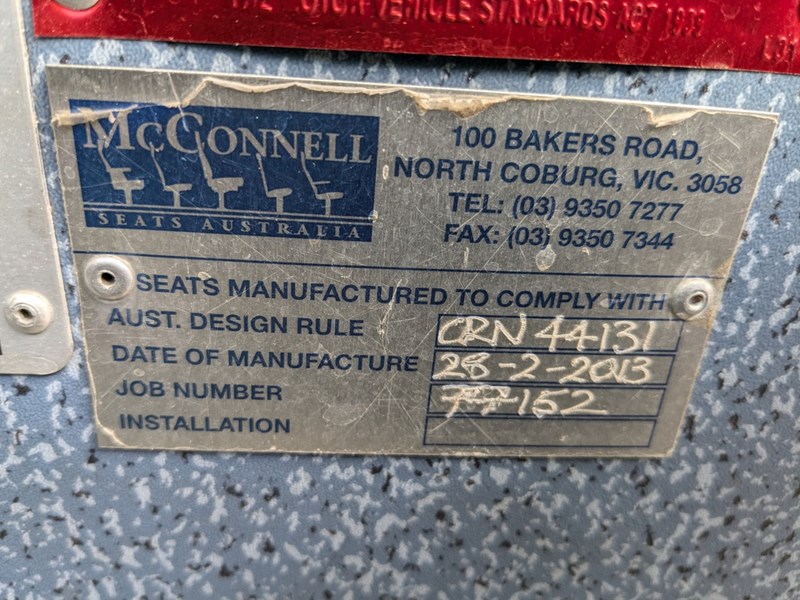 VEHICLE STANDARDS ACT 1989
McCONNELL
SEATS AUSTRALIA
100 BAKERS ROAD,
NORTH COBURG, VIC. 3058
TEL: (03) 9350 7277
FAX: (03) 9350 7344
SEATS MANUFACTURED TO COMPLY WITH
AUST. DESIGN RULE CRN 44131
DATE OF MANUFACTURE 28-2-2013
JOB NUMBER 77152
INSTALLATION